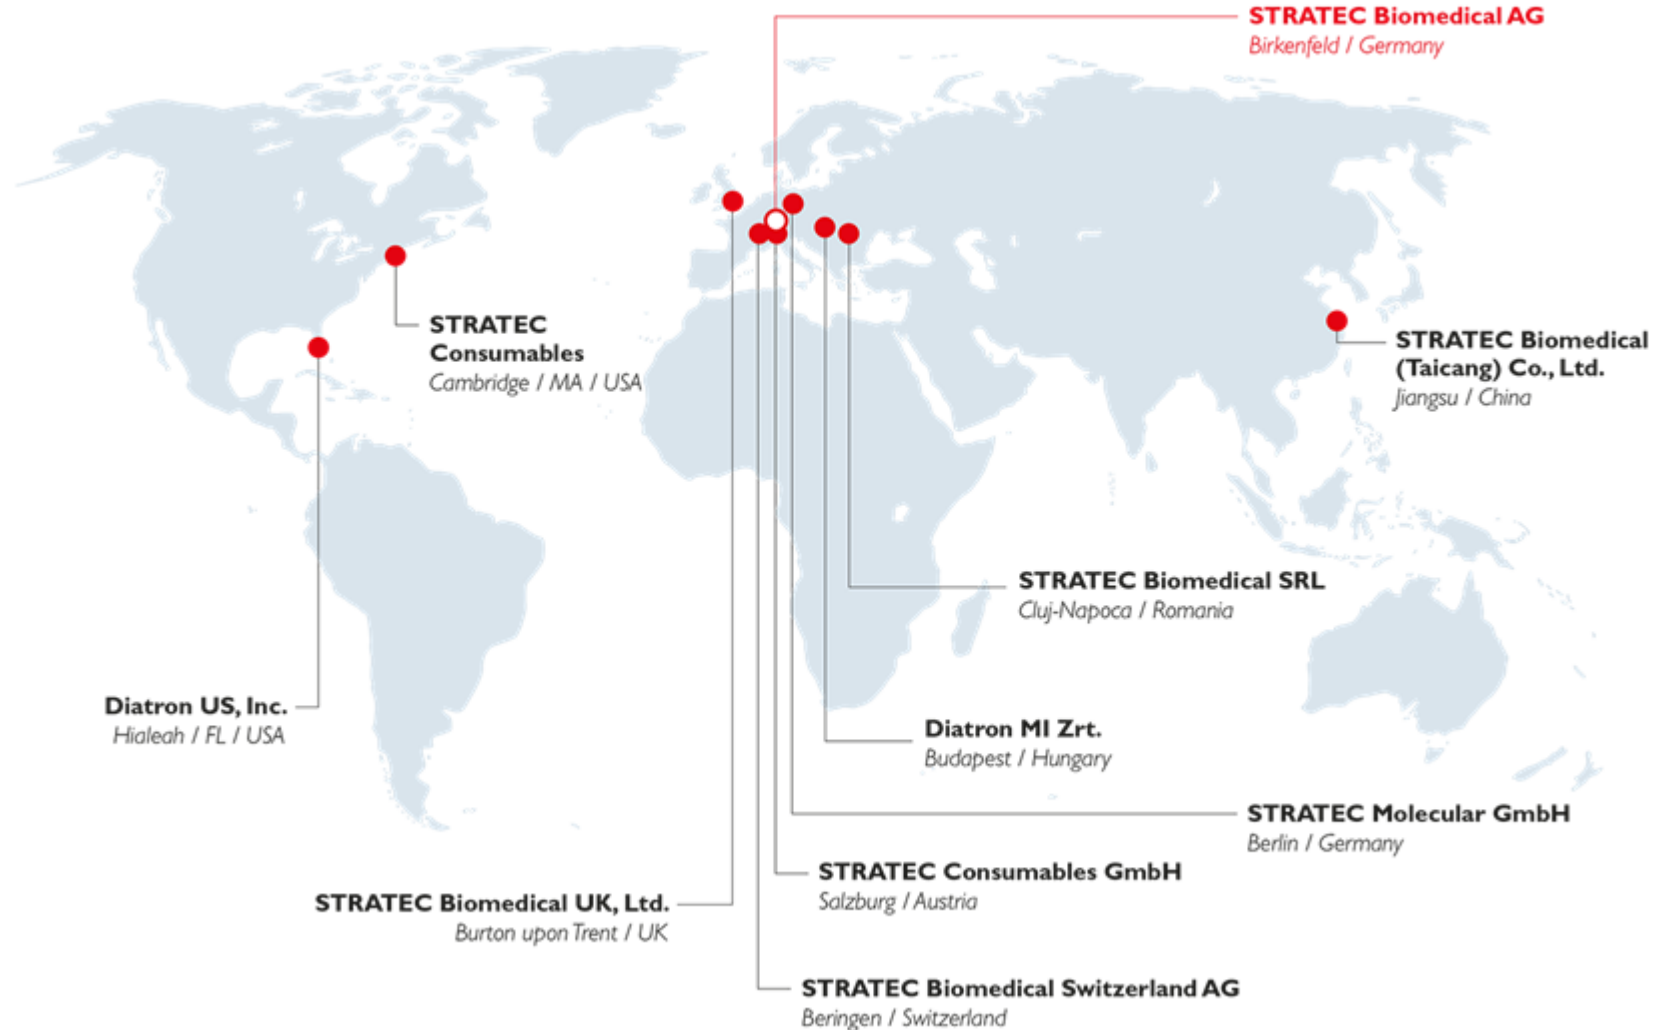 STRATEC Biomedical AG
Birkenfeld / Germany
STRATEC
Consumables
Cambridge / MA / USA
STRATEC Biomedical
(Taicang) Co., Ltd.
Jiangsu / China
STRATEC Biomedical SRL
Cluj-Napoca / Romania
Diatron US, Inc.
Hialeah / FL / USA
Diatron MI Zrt.
Budapest / Hungary
STRATEC Molecular GmbH
Berlin / Germany
STRATEC Consumables GmbH
Salzburg / Austria
STRATEC Biomedical UK, Ltd.
Burton upon Trent / UK
STRATEC Biomedical Switzerland AG
Beringen / Switzerland